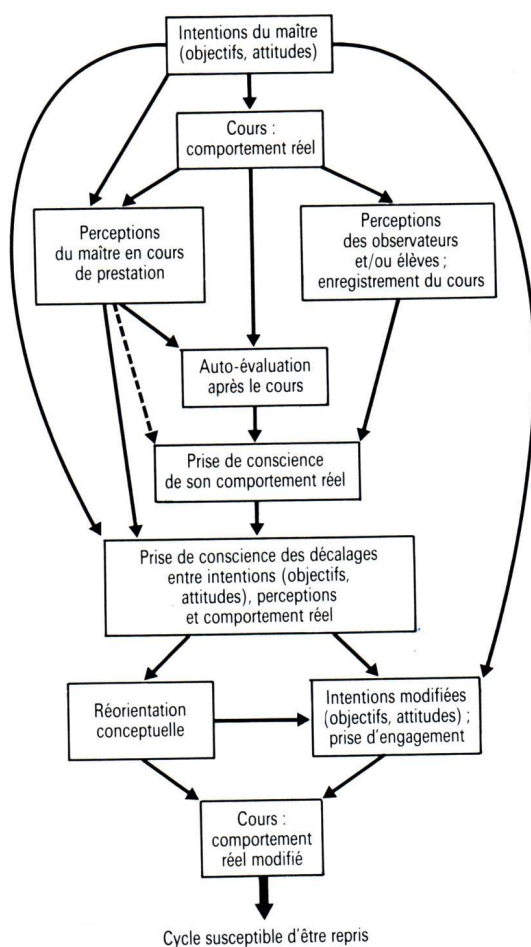 Intentions du maître
(objectifs, attitudes)
Cours :
comportement réel
Perceptions
du maître en cours
de prestation
Perceptions
des observateurs
et/ou élèves ;
enregistrement du cours
Auto-évaluation
après le cours
Prise de conscience
de son comportement réel
Prise de conscience des décalages
entre intentions (objectifs,
attitudes), perceptions
et comportement réel
Réorientation
conceptuelle
Intentions modifiées
(objectifs, attitudes) ;
prise d'engagement
Cours :
comportement
réel modifié
Cycle susceptible d'être repris